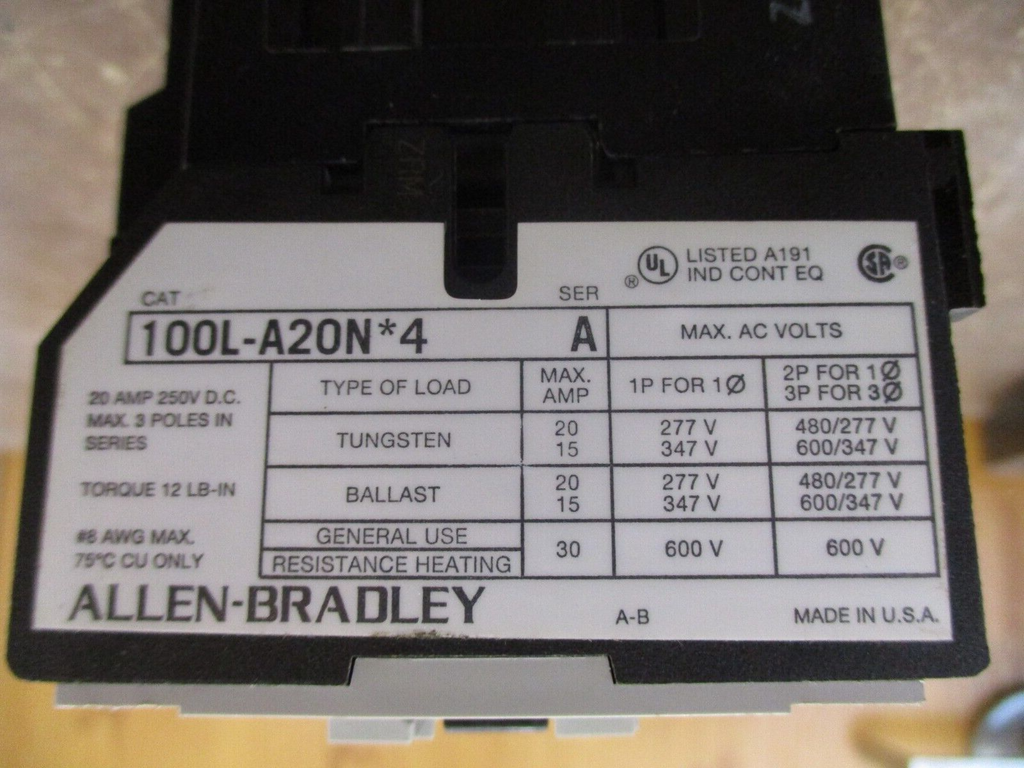 Z
LISTED A191
IND CONT EQ
® UL
SA ®
CAT
SER
100L-A20N*4 A
MAX. AC VOLTS
TYPE OF LOAD
MAX. AMP
1P FOR 1Ø
2P FOR 1Ø
3P FOR 3Ø
20 AMP 250V D.C.
MAX. 3 POLES IN
SERIES
TUNGSTEN
20 277 V 480/277 V
15 347 V 600/347 V
TORQUE 12 LB-IN
BALLAST
20 277 V 480/277 V
15 347 V 600/347 V
#8 AWG MAX.
75°C CU ONLY
GENERAL USE
RESISTANCE HEATING
30 600 V 600 V
ALLEN-BRADLEY
A-B
MADE IN U.S.A.